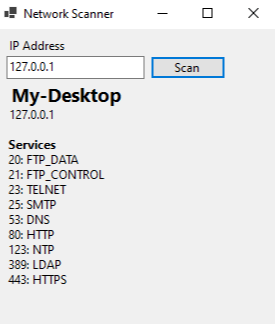 Network Scanner
IP Address
127.0.0.1
Scan
My-Desktop
127.0.0.1
Services
20: FTP_DATA
21: FTP_CONTROL
23: TELNET
25: SMTP
53: DNS
80: HTTP
123: NTP
389: LDAP
443: HTTPS